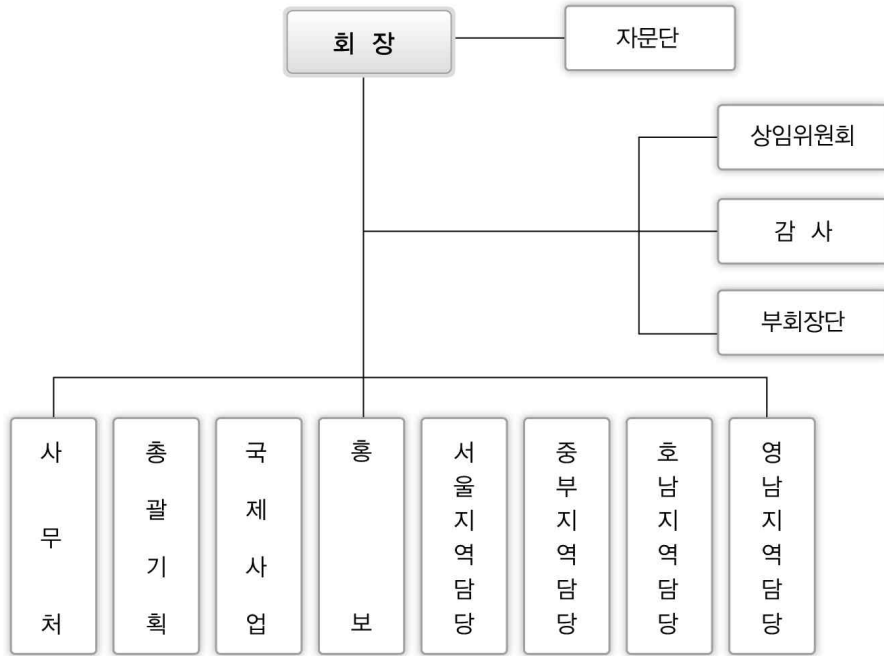 회 장
자문단
상임위원회
감 사
부회장단
사무처
총괄기획
국제사업
홍보
서울지역담당
중부지역담당
호남지역담당
영남지역담당